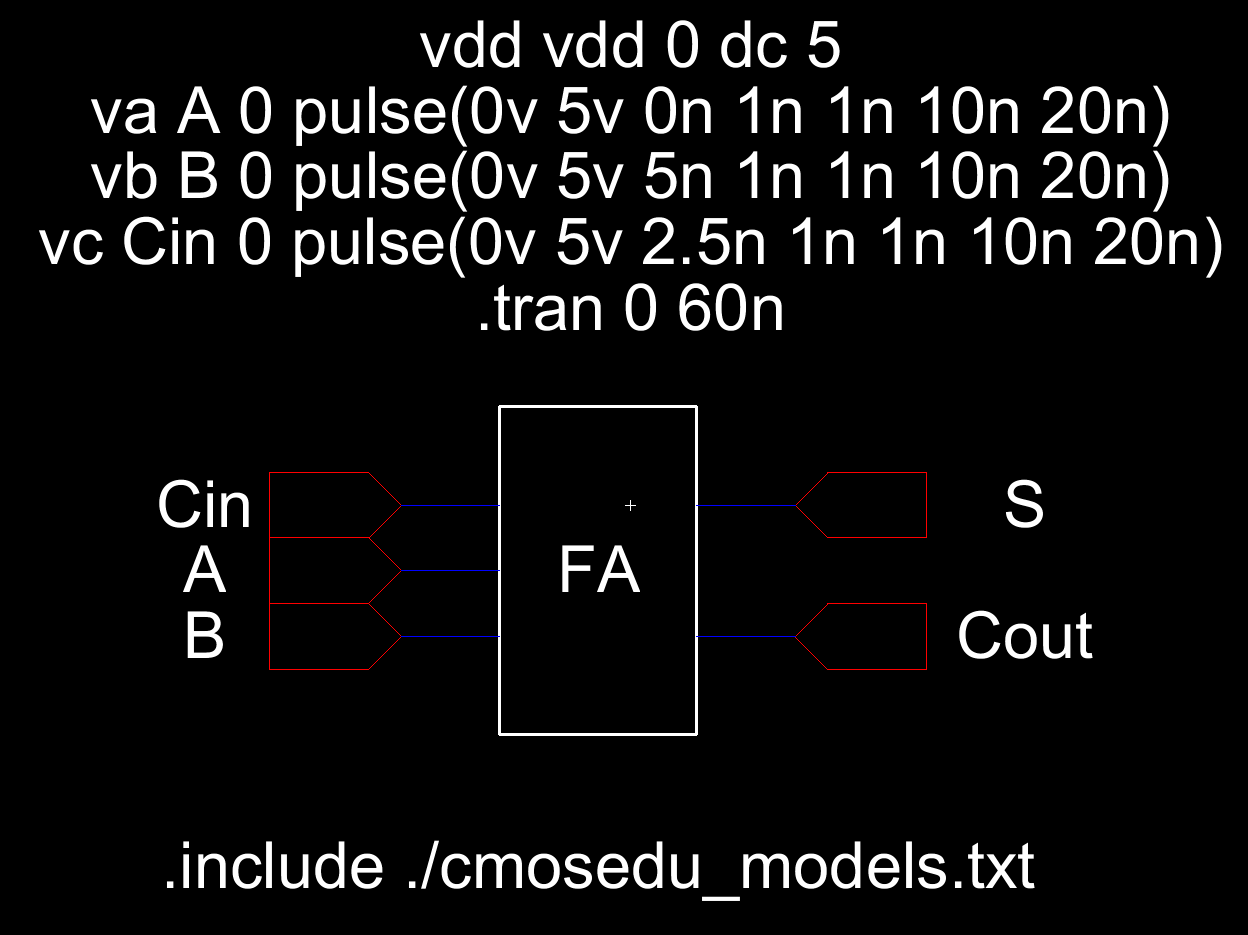 vdd vdd 0 dc 5
va A 0 pulse(0v 5v 0n 1n 1n 10n 20n)
vb B 0 pulse(0v 5v 5n 1n 1n 10n 20n)
vc Cin 0 pulse(0v 5v 2.5n 1n 1n 10n 20n)
.tran 0 60n
Cin
S
A
FA
B
Cout
.include ./cmosedu_models.txt